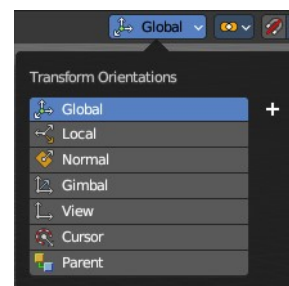 Global
Transform Orientations
Global
Local
Normal
Gimbal
View
Cursor
Parent